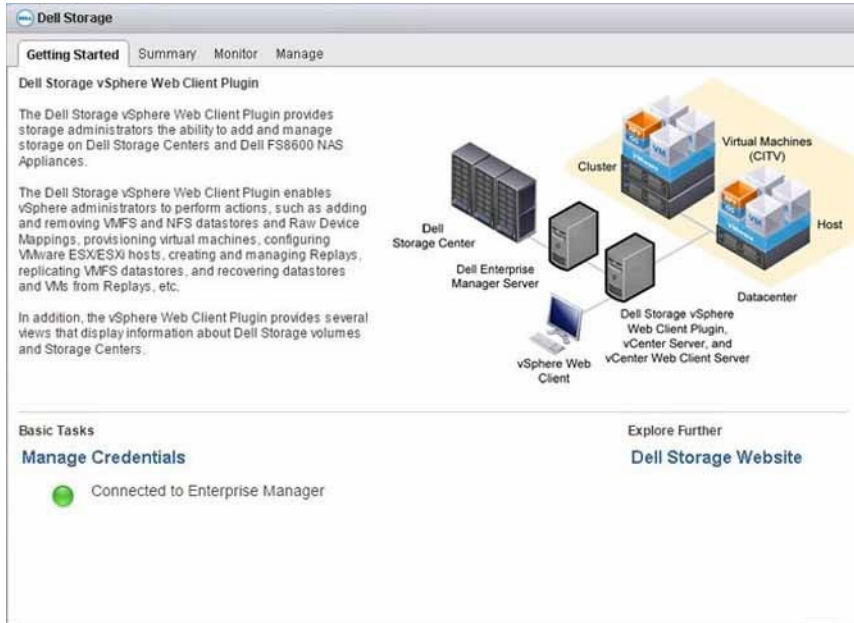 Dell Storage
Getting Started Summary Monitor Manage
Dell Storage vSphere Web Client Plugin
The Dell Storage vSphere Web Client Plugin provides
storage administrators the ability to add and manage
storage on Dell Storage Centers and Dell FS8600 NAS
Appliances.
The Dell Storage vSphere Web Client Plugin enables
vSphere administrators to perform actions, such as adding
and removing VMFS and NFS datastores and Raw Device
Mappings, provisioning virtual machines, configuring
VMware ESX/ESXi hosts, creating and managing Replays,
replicating VMFS datastores, and recovering datastores
and VMs from Replays, etc.
In addition, the vSphere Web Client Plugin provides several
views that display information about Dell Storage volumes
and Storage Centers.
Cluster
Virtual Machines
(CITV)
Host
Datacenter
Dell
Storage Center
Dell Enterprise
Manager Server
Dell Storage vSphere
Web Client Plugin,
vCenter Server, and
vCenter Web Client Server
vSphere Web
Client
VM
VM
Basic Tasks
Manage Credentials
Connected to Enterprise Manager
Explore Further
Dell Storage Website